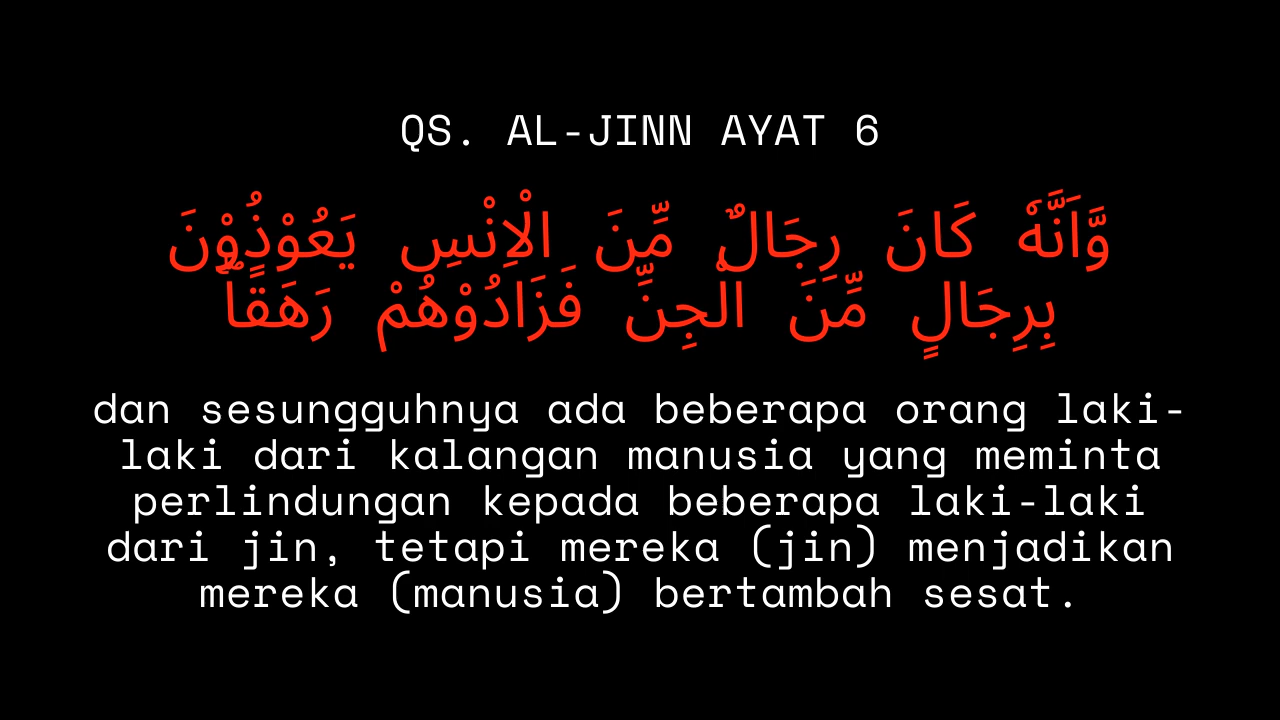 QS. AL-JINN AYAT 6
وَّاَنَّهٗ كَانَ رِجَالٌ مِّنَ الْاِنْسِ يَعُوْذُوْنَ
بِرِجَالٍ مِّنَ الْجِنِّ فَزَادُوْهُمْ رَهَقًاۖ
dan sesungguhnya ada beberapa orang laki-
laki dari kalangan manusia yang meminta
perlindungan kepada beberapa laki-laki
dari jin, tetapi mereka (jin) menjadikan
mereka (manusia) bertambah sesat.